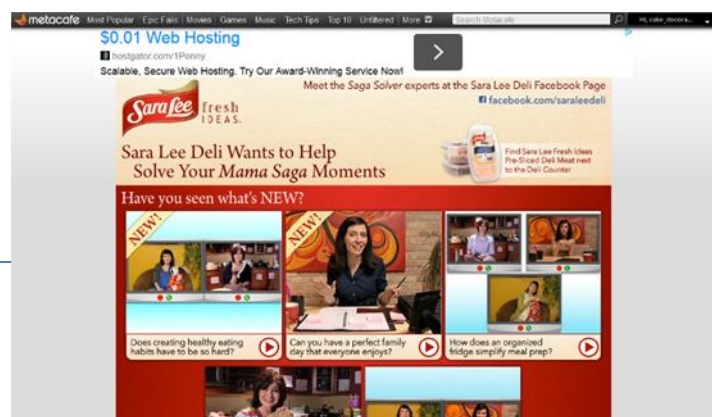 metacafe Most Popular Epic Fails Movies Games Music Tech Tips Top 10 Unfiltered More Search Metacafe Hi, cake_decora...
$0.01 Web Hosting
hostgator.com/1Penny
Scalable, Secure Web Hosting. Try Our Award-Winning Service Now!
Meet the Saga Solver experts at the Sara Lee Deli Facebook Page
facebook.com/saraleedeli
Sara Lee fresh
IDEAS.
Sara Lee Deli Wants to Help
Solve Your Mama Saga Moments
Find Sara Lee Fresh Ideas
Pre-Sliced Deli Meat next
to the Deli Counter
Have you seen what's NEW?
NEW!
NEW!
Does creating healthy eating
habits have to be so hard?
Can you have a perfect family
day that everyone enjoys?
How does an organized
fridge simplify meal prep?